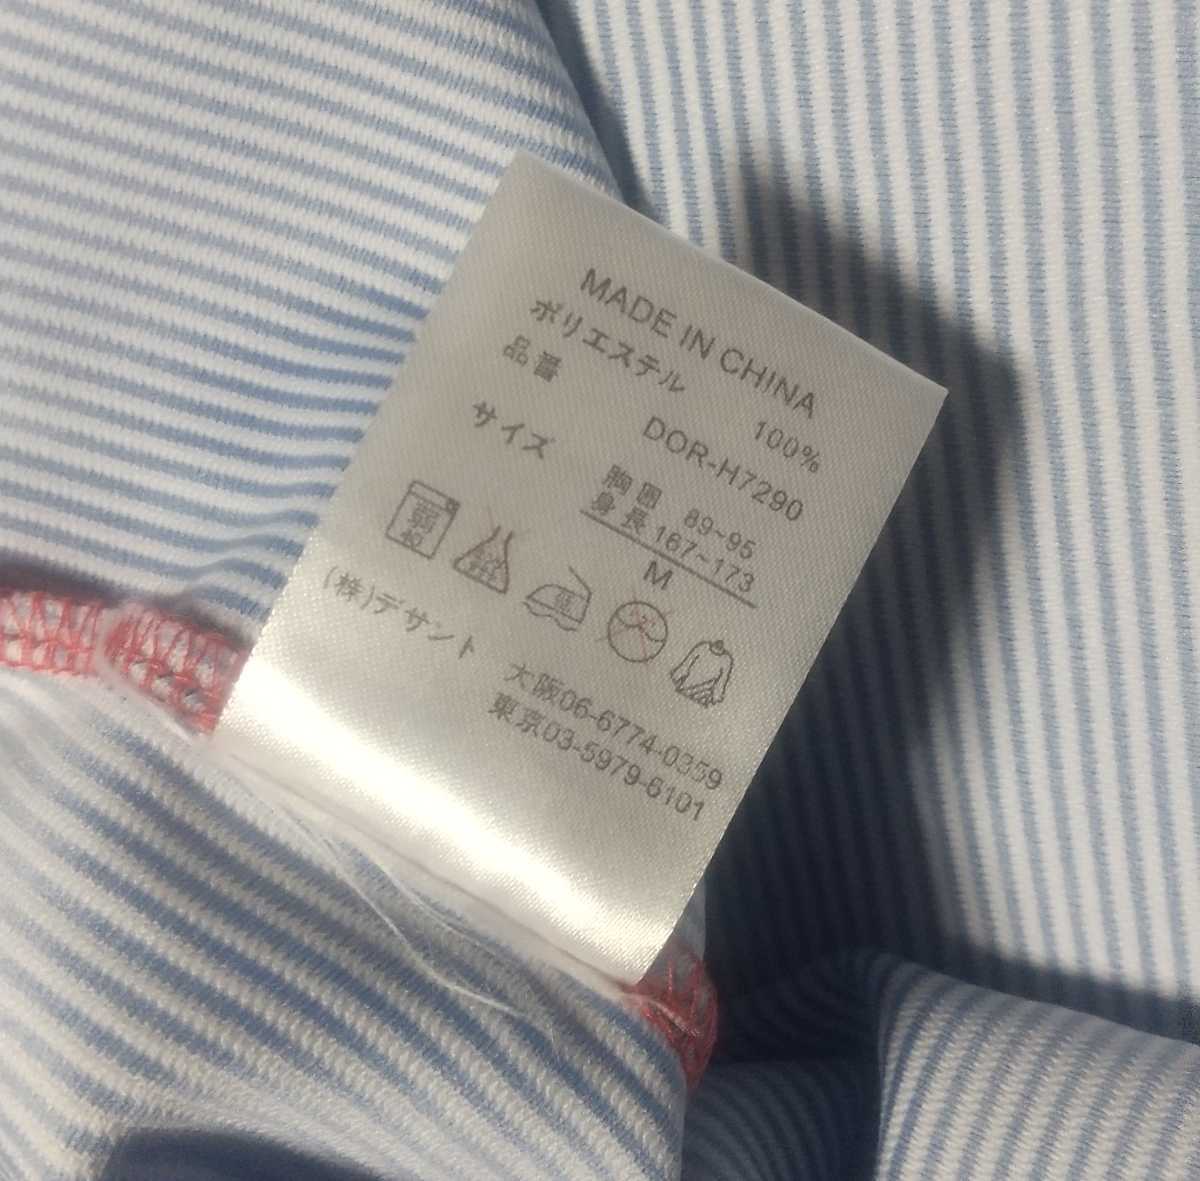 MADE IN CHINA
ポリエステル 100%
品番 DOR-H7290
サイズ 胸囲 89~95
身長 167~173
M
弱 40
(株)デサント 大阪06-6774-0359
東京03-5979-6101